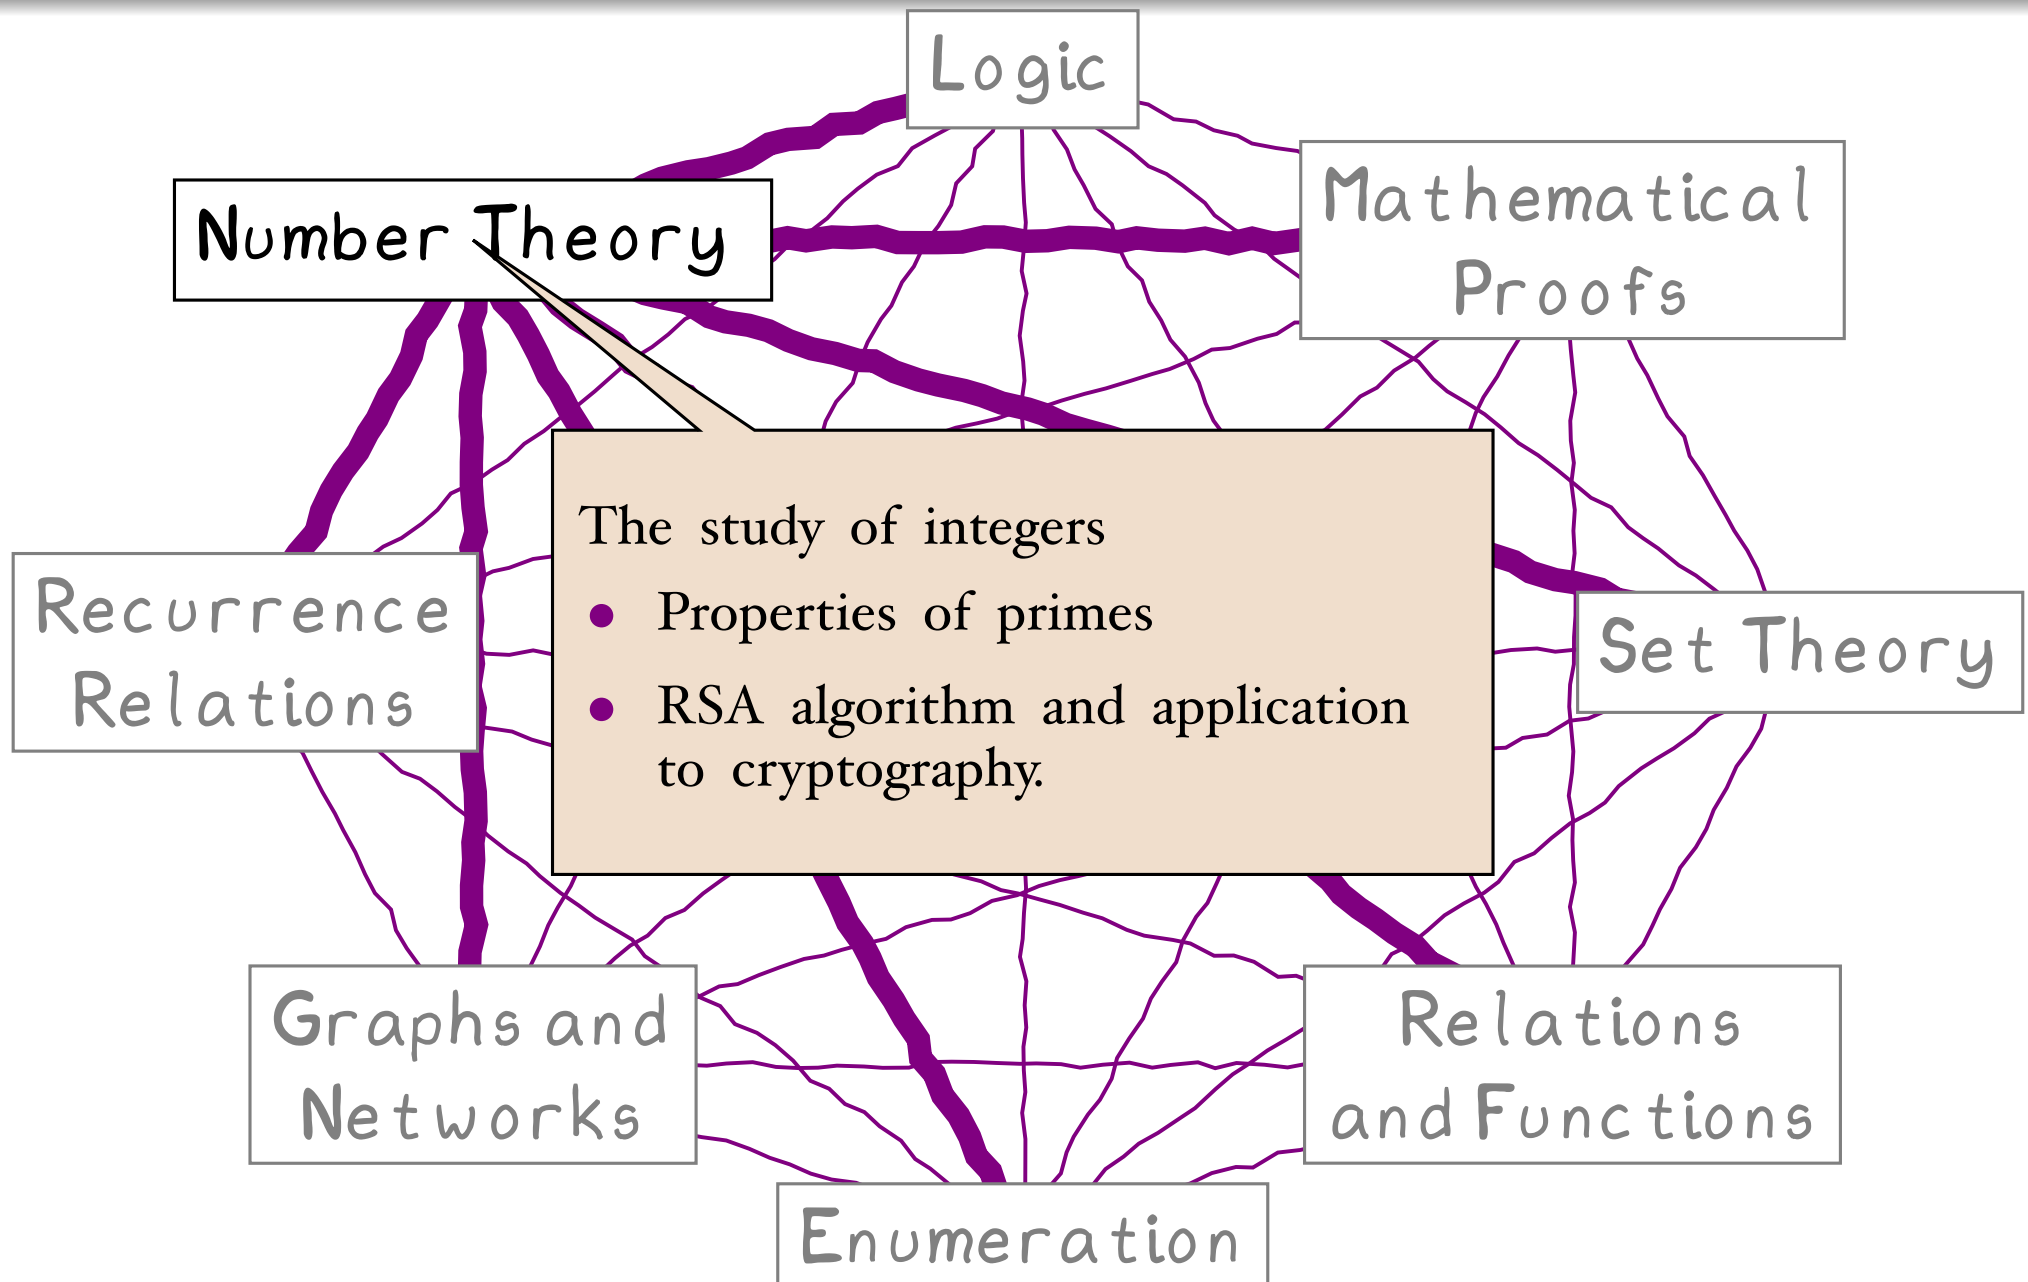 Logic
Mathematical
Proofs
Number Theory
The study of integers
• Properties of primes
• RSA algorithm and application
to cryptography.
Recurrence
Relations
Set Theory
Graphs and
Networks
Relations
and Functions
Enumeration